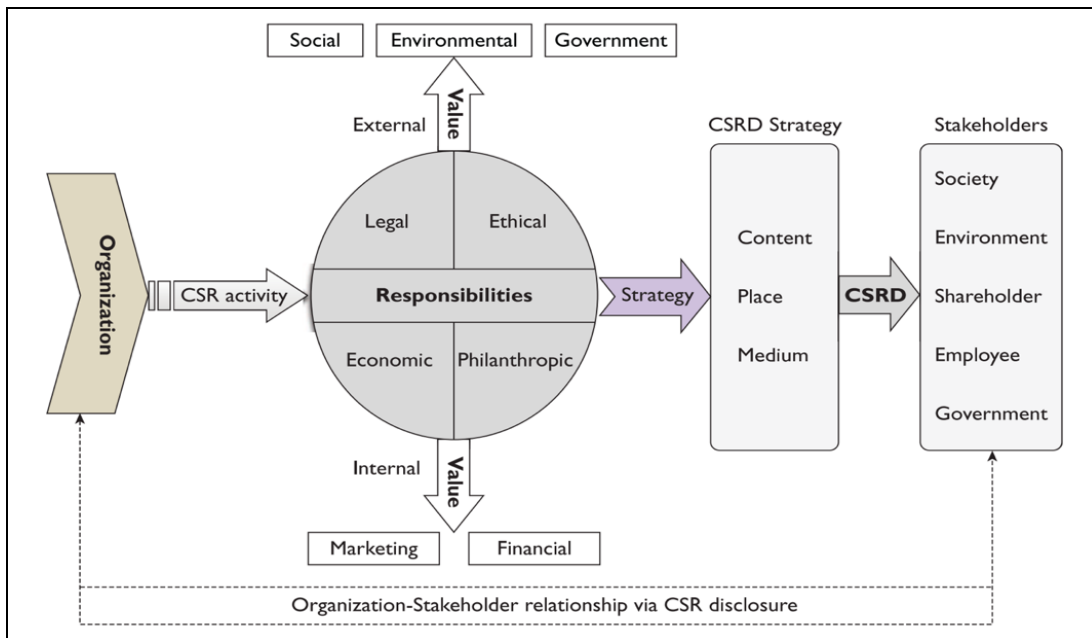 Social
Environmental
Government
Value
External
CSRD Strategy
Stakeholders
Organization
CSR activity
Legal
Ethical
Responsibilities
Economic
Philanthropic
Strategy
Content
Place
Medium
CSRD
Society
Environment
Shareholder
Employee
Government
Internal
Value
Marketing
Financial
Organization-Stakeholder relationship via CSR disclosure